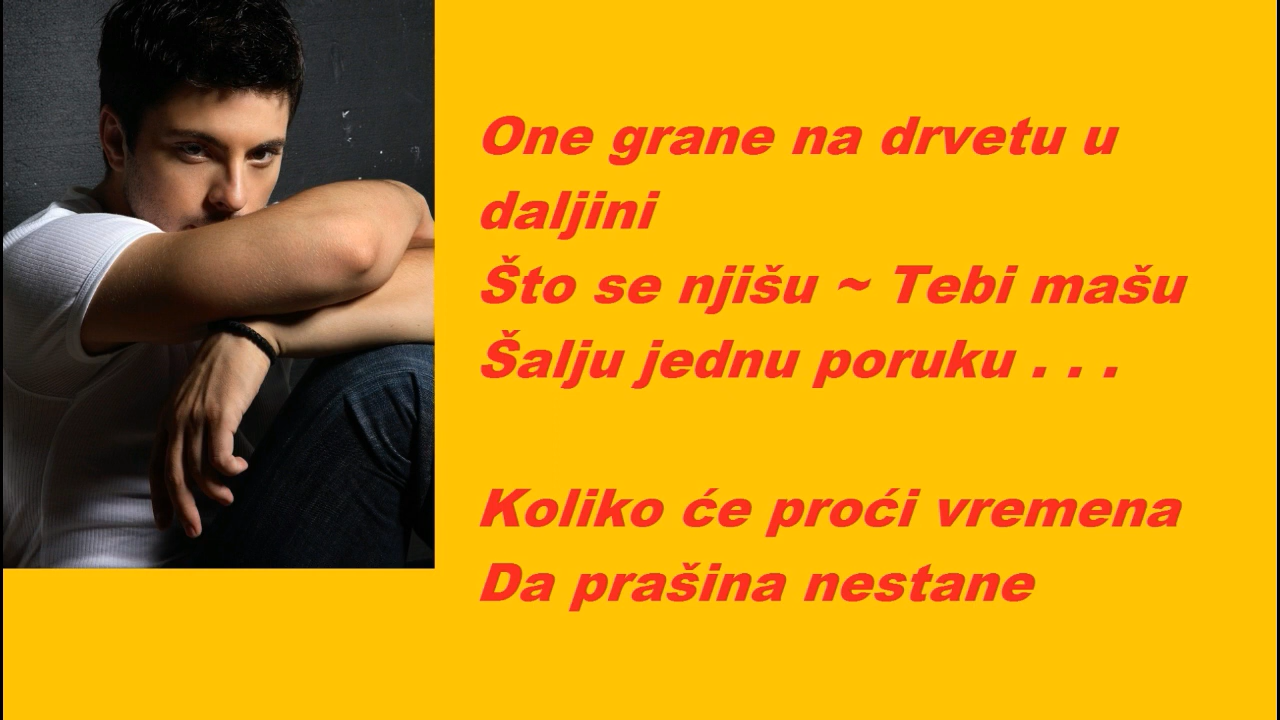 One grane na drvetu u
daljini
Što se njišu ~ Tebi mašu
Šalju jednu poruku . . .
Koliko će proći vremena
Da prašina nestane